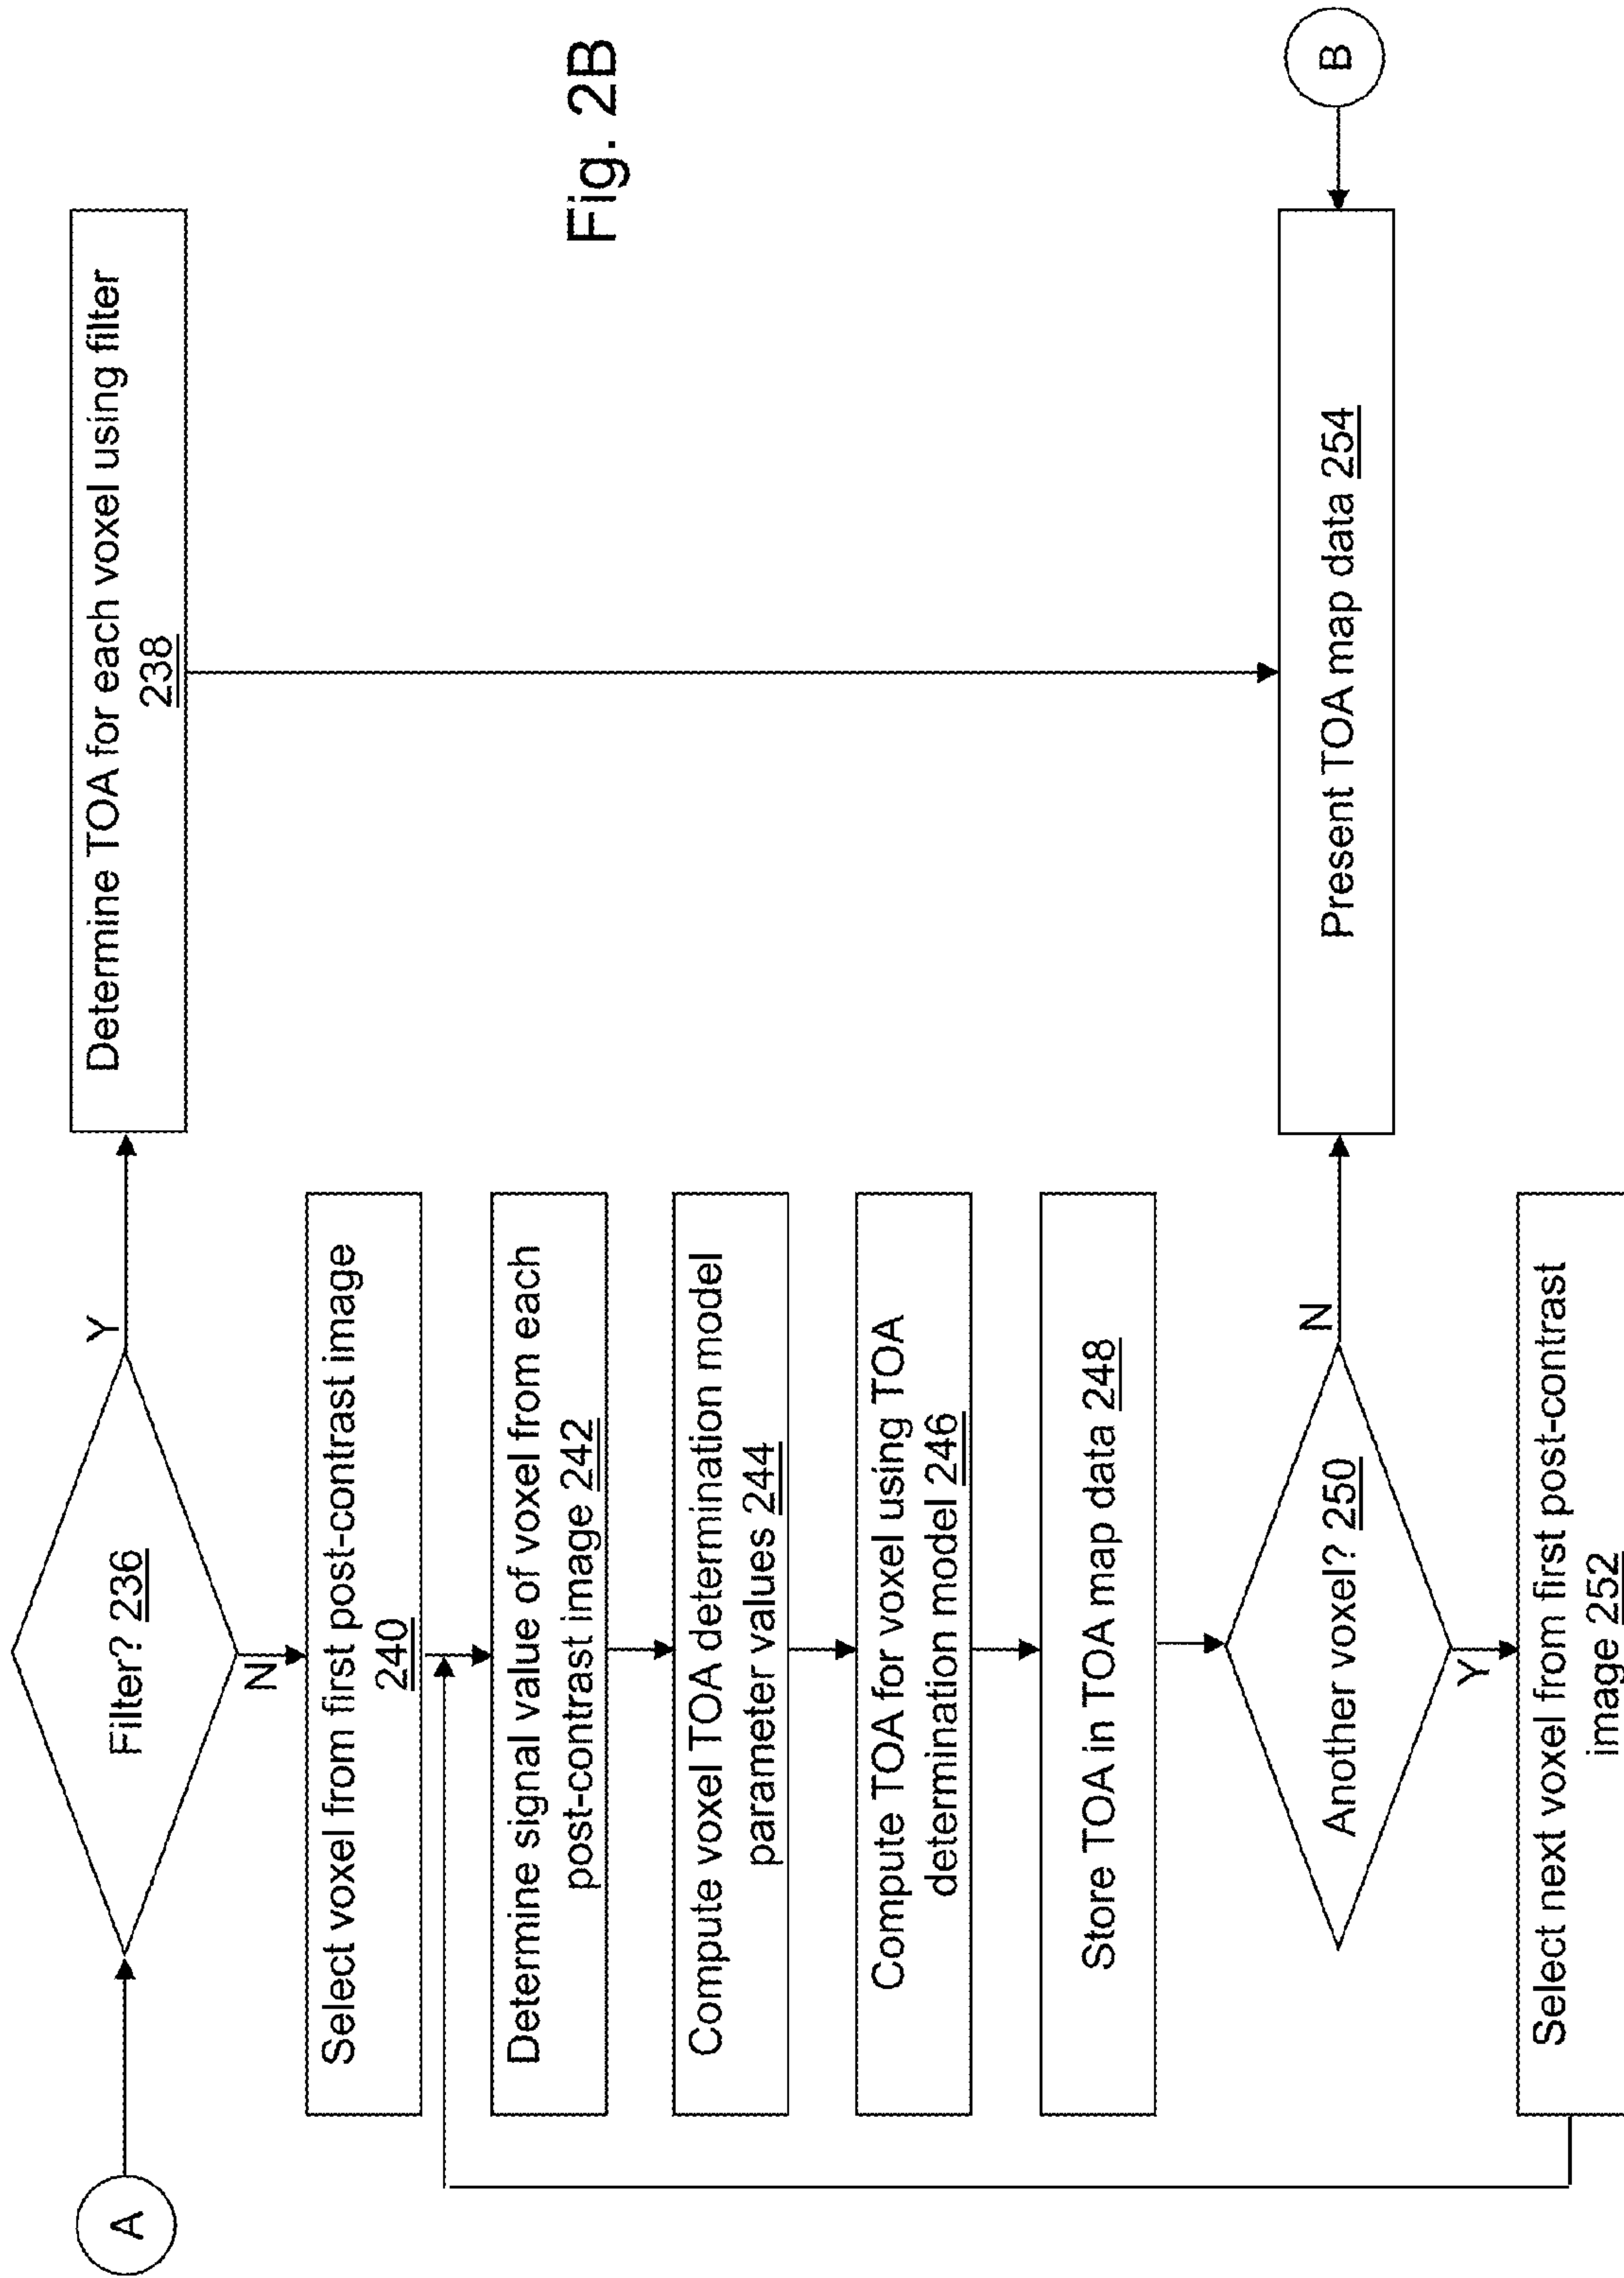 A
Filter? 236
Y
Determine TOA for each voxel using filter
238
N
Select voxel from first post-contrast image
240
Determine signal value of voxel from each
post-contrast image 242
Compute voxel TOA determination model
parameter values 244
Compute TOA for voxel using TOA
determination model 246
Store TOA in TOA map data 248
Another voxel? 250
N
Present TOA map data 254
B
Y
Select next voxel from first post-contrast
image 252
Fig. 2B